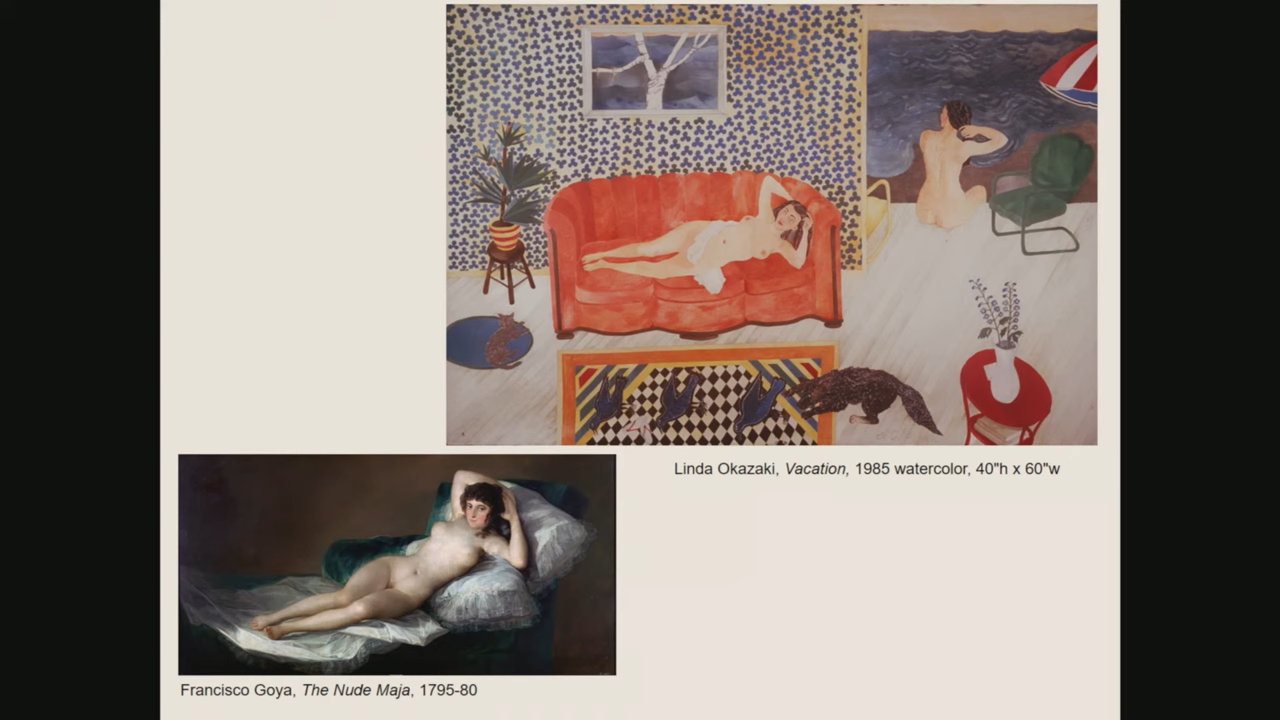 Linda Okazaki, Vacation, 1985 watercolor, 40"h x 60"w
Francisco Goya, The Nude Maja, 1795-80